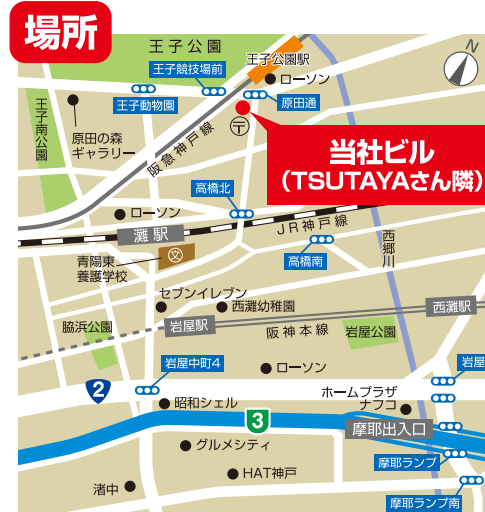 場所
王子公園
王子公園駅
N
王子競技場前
ローソン
王子動物園
原田通
王子南公園
原田の森
ギャラリー
阪急神戸線
〒
当社ビル
（TSUTAYAさん隣）
高橋北
ローソン
灘駅
JR神戸線
西郷川
文
高橋南
青陽東
養護学校
セブンイレブン
西灘幼稚園
西灘駅
脇浜公園
岩屋駅
阪神本線
岩屋公園
岩屋中町4
ローソン
岩屋
2
ホームプラザ
ナフコ
昭和シェル
3
摩耶出入口
グルメシティ
摩耶ランプ
HAT神戸
渚中
摩耶ランプ南